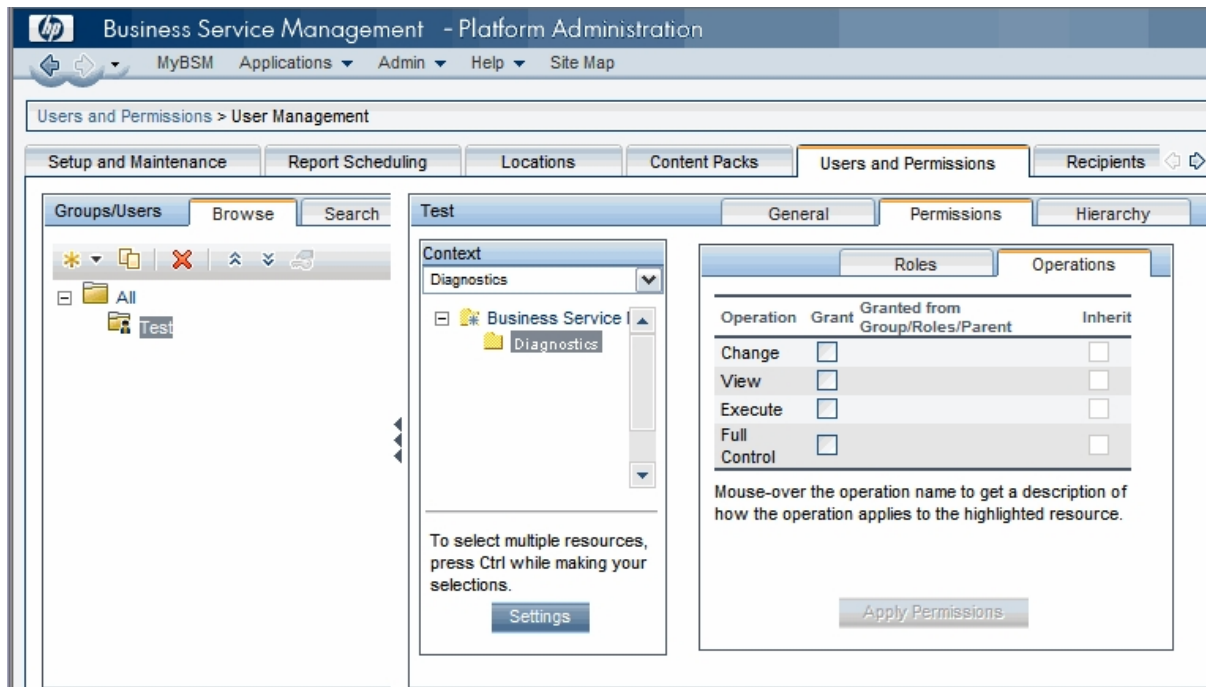 hp Business Service Management - Platform Administration
MyBSM Applications Admin Help Site Map
Users and Permissions > User Management
Setup and Maintenance Report Scheduling Locations Content Packs Users and Permissions Recipients
Groups/Users Browse Search
All
Test
Test General Permissions Hierarchy
Context
Diagnostics
Business Service
Diagnostics
To select multiple resources,
press Ctrl while making your
selections.
Settings
Roles Operations
Operation Grant Granted from Group/Roles/Parent Inherit
Change
View
Execute
Full
Control
Mouse-over the operation name to get a description of
how the operation applies to the highlighted resource.
Apply Permissions